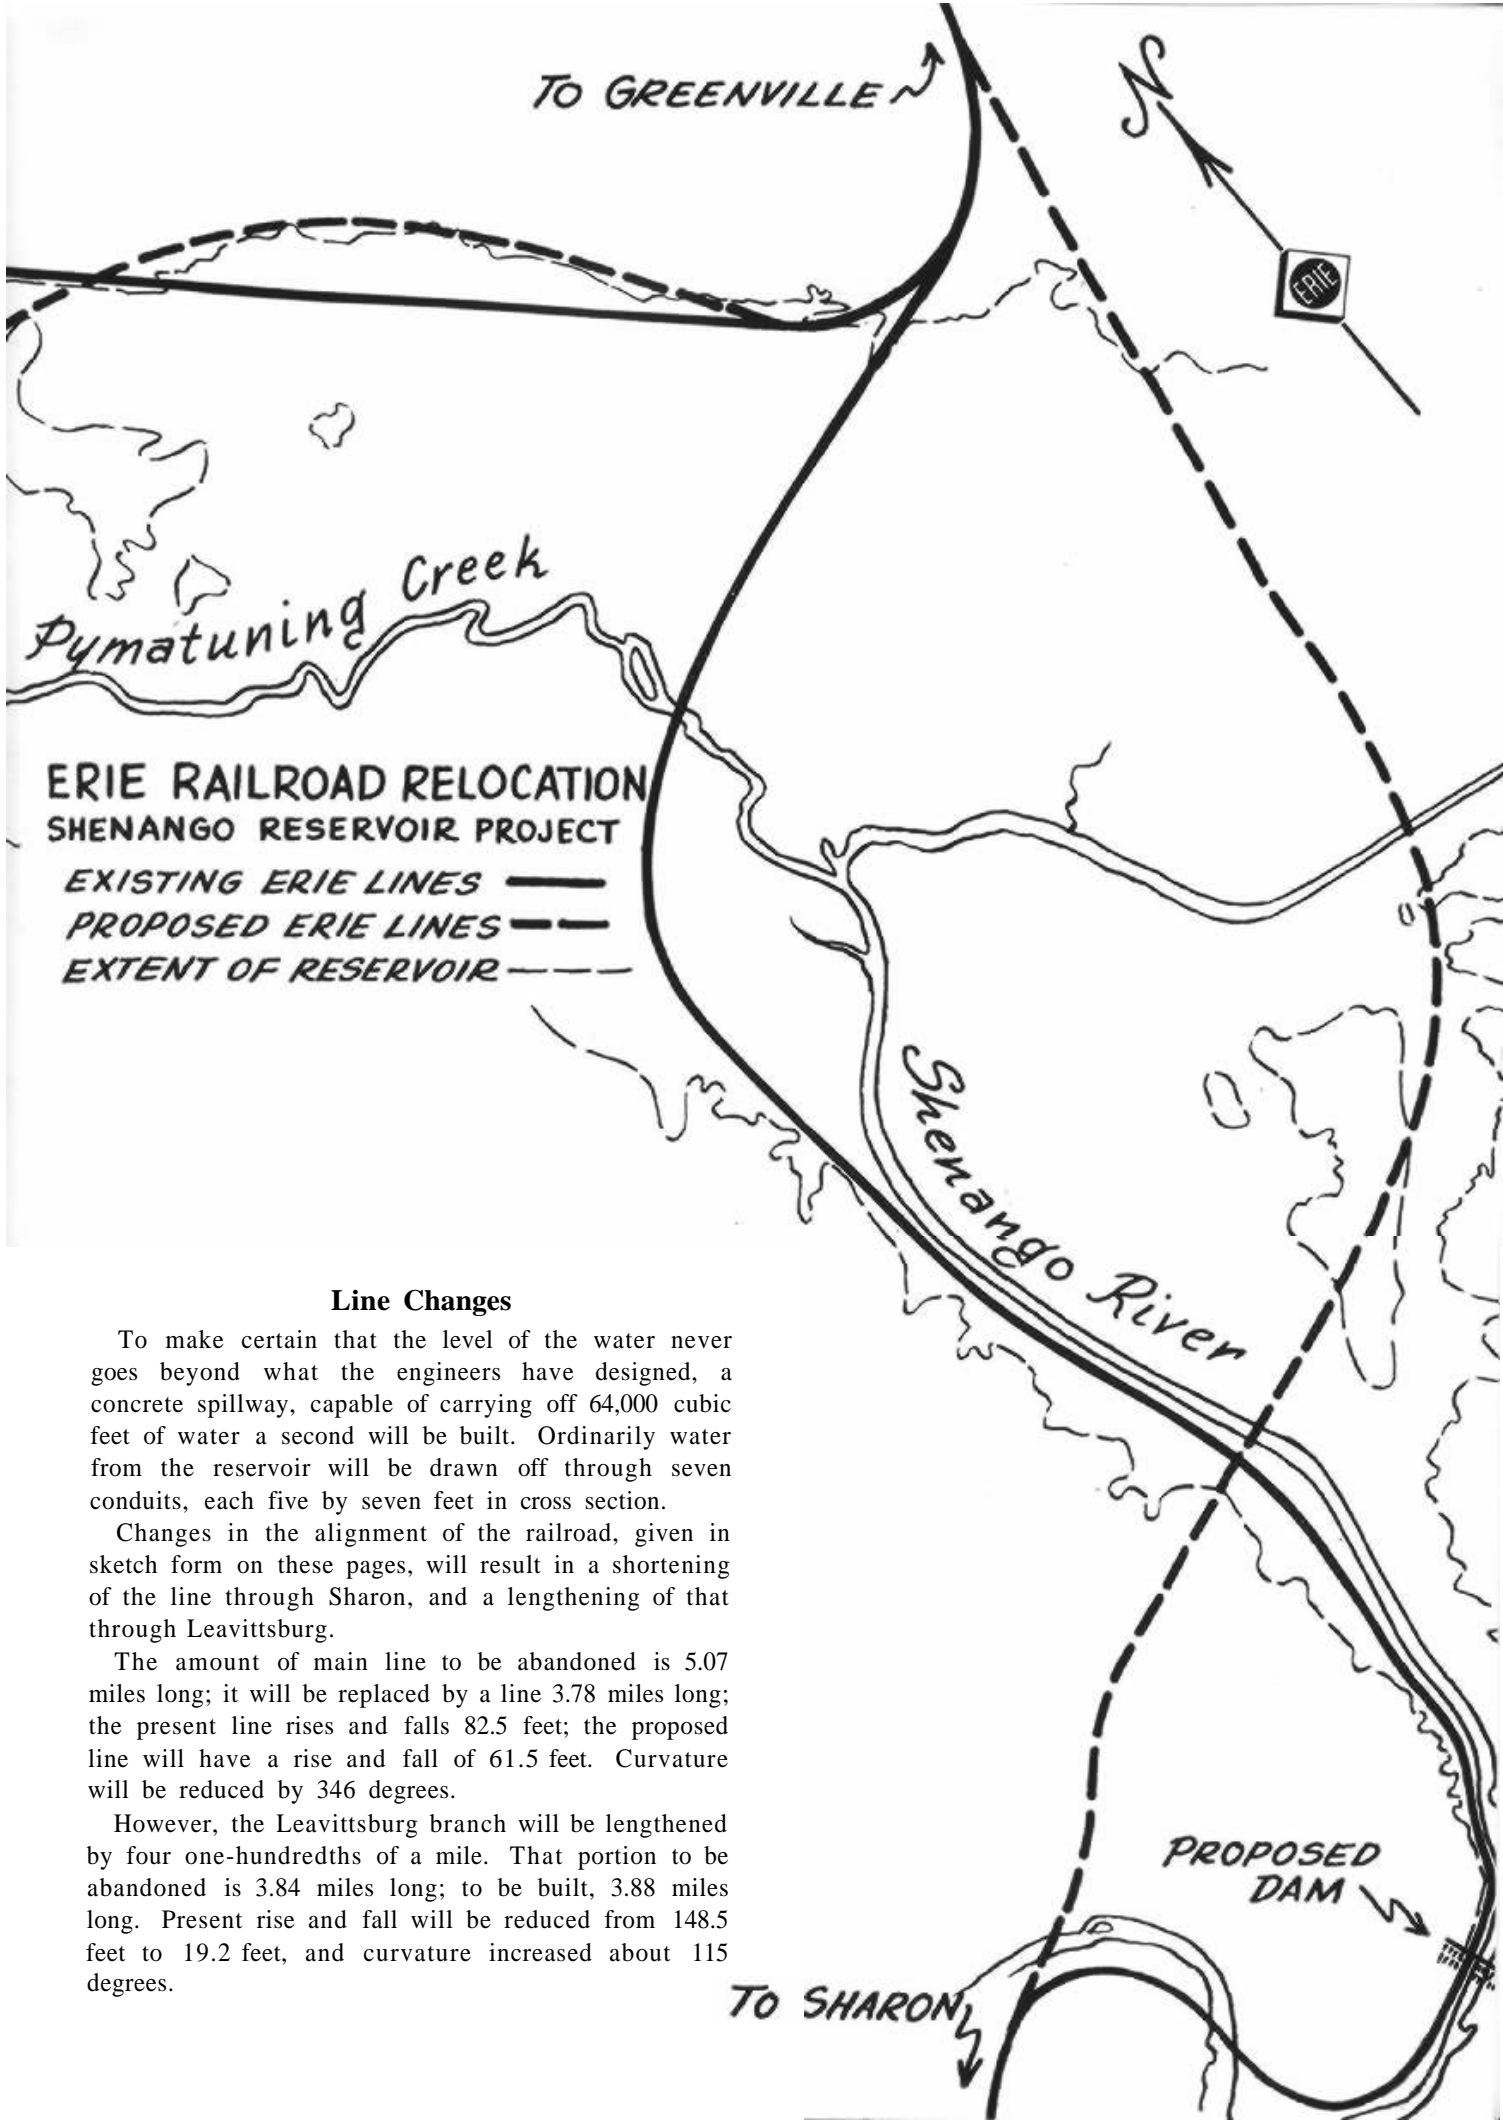 TO GREENVILLE
N
ERIE
Pymatuning Creek
ERIE RAILROAD RELOCATION
SHENANGO RESERVOIR PROJECT
EXISTING ERIE LINES
PROPOSED ERIE LINES
EXTENT OF RESERVOIR
Shenango River
Line Changes
To make certain that the level of the water never
goes beyond what the engineers have designed, a
concrete spillway, capable of carrying off 64,000 cubic
feet of water a second will be built. Ordinarily water
from the reservoir will be drawn off through seven
conduits, each five by seven feet in cross section.
Changes in the alignment of the railroad, given in
sketch form on these pages, will result in a shortening
of the line through Sharon, and a lengthening of that
through Leavittsburg.
The amount of main line to be abandoned is 5.07
miles long; it will be replaced by a line 3.78 miles long;
the present line rises and falls 82.5 feet; the proposed
line will have a rise and fall of 61.5 feet. Curvature
will be reduced by 346 degrees.
However, the Leavittsburg branch will be lengthened
by four one-hundredths of a mile. That portion to be
abandoned is 3.84 miles long; to be built, 3.88 miles
long. Present rise and fall will be reduced from 148.5
feet to 19.2 feet, and curvature increased about 115
degrees.
PROPOSED
DAM
TO SHARON